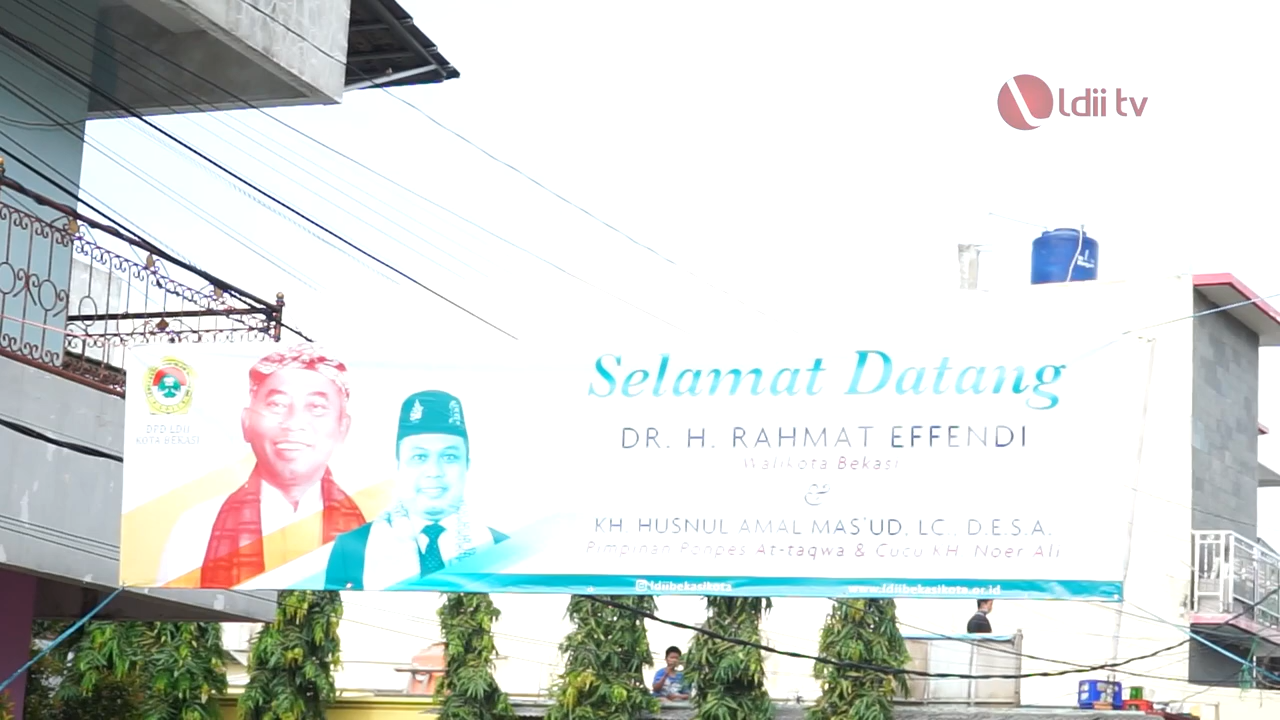 ldii tv
DPD LDII
KOTA BEKASI
Selamat Datang
DR. H. RAHMAT EFFENDI
Walikota Bekasi
&
KH. HUSNUL AMAL MAS'UD, LC., D.E.S.A.
Pimpinan Ponpes At-taqwa & Cucu KH. Noer Ali
ldiibekasikota
www.ldiibekasikota.or.id